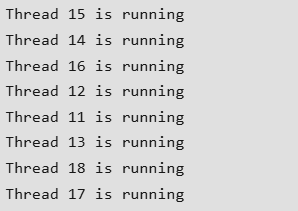 Thread 15 is running
Thread 14 is running
Thread 16 is running
Thread 12 is running
Thread 11 is running
Thread 13 is running
Thread 18 is running
Thread 17 is running